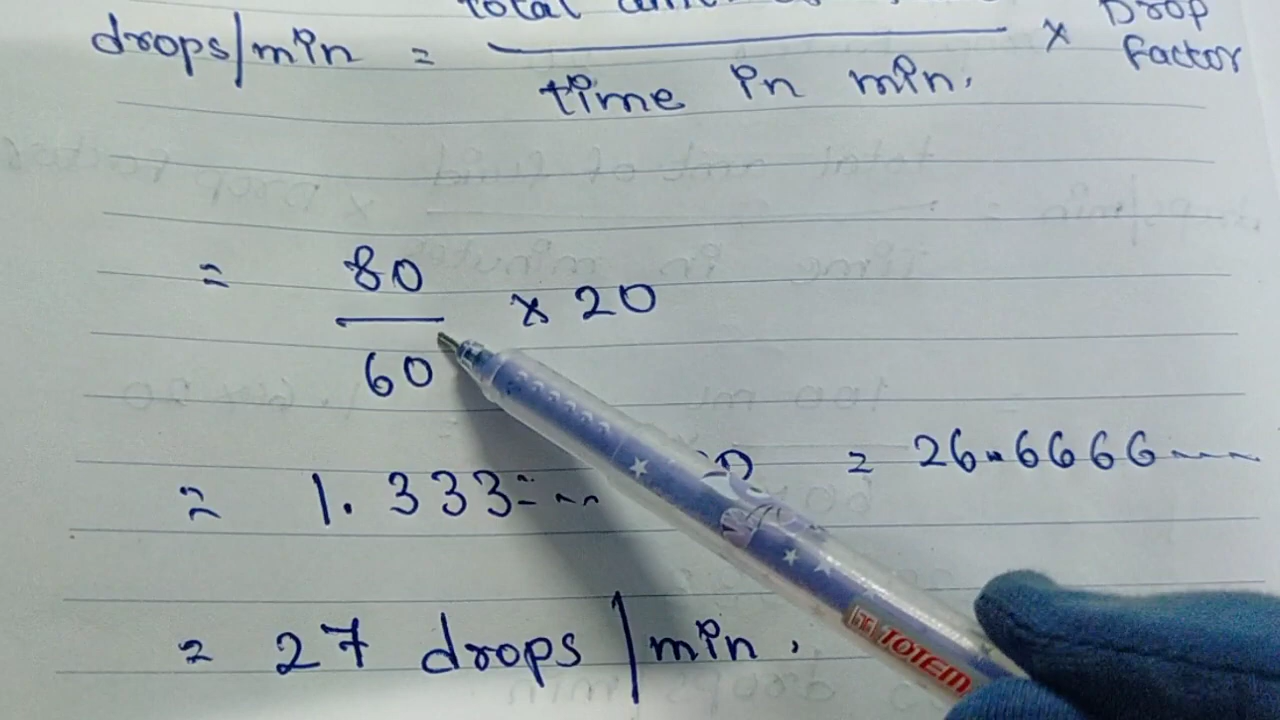 total
drops/min = ―――― × Drop Factor
time in min.
= 80/60 × 20
= 1.333---- = 26.6666----
= 27 drops/min.
TOTEM